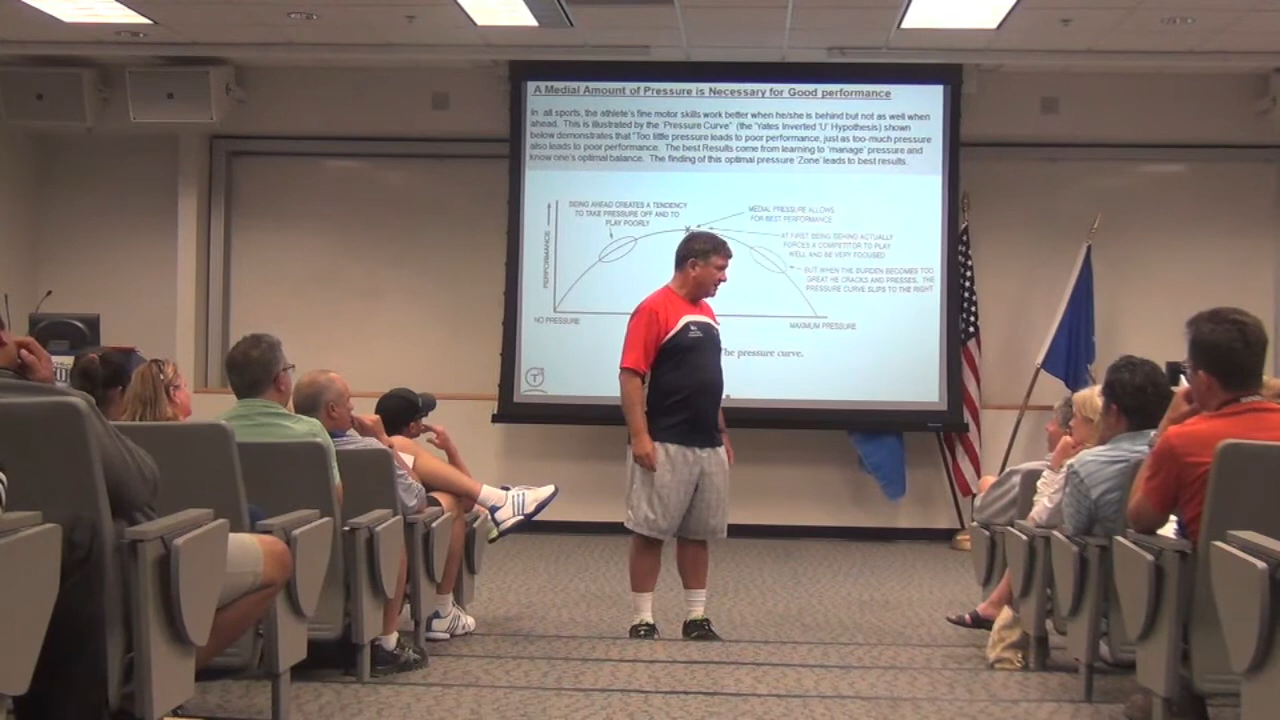 A Medial Amount of Pressure is Necessary for Good performance
In all sports, the athlete's fine motor skills work better when he/she is behind but not as well when
ahead. This is illustrated by the 'Pressure Curve" (the 'Yates Inverted 'U' Hypothesis) shown
below demonstrates that "Too little pressure leads to poor performance, just as too-much pressure
also leads to poor performance. The best Results come from learning to 'manage' pressure and
know one's optimal balance. The finding of this optimal pressure 'Zone' leads to best results.
BEING AHEAD CREATES A TENDENCY
TO TAKE PRESSURE OFF AND TO
PLAY POORLY
MEDIAL PRESSURE ALLOWS
FOR BEST PERFORMANCE
AT FIRST BEING BEHIND ACTUALLY
FORCES A COMPETITOR TO PLAY
WELL AND BE VERY FOCUSED
BUT WHEN THE BURDEN BECOMES TOO
GREAT HE CRACKS AND PRESSES. THE
PRESSURE CURVE SLIPS TO THE RIGHT
PERFORMANCE
NO PRESSURE
MAXIMUM PRESSURE
The pressure curve.
T